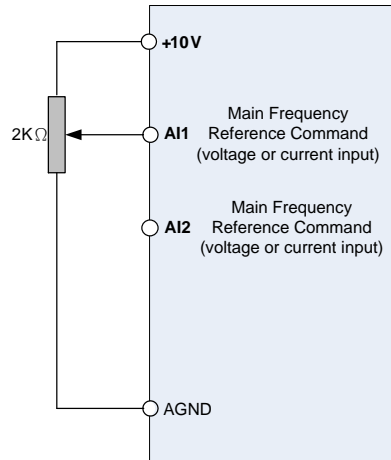 +10V
2KΩ
AI1
Main Frequency
Reference Command
(voltage or current input)
AI2
Main Frequency
Reference Command
(voltage or current input)
AGND